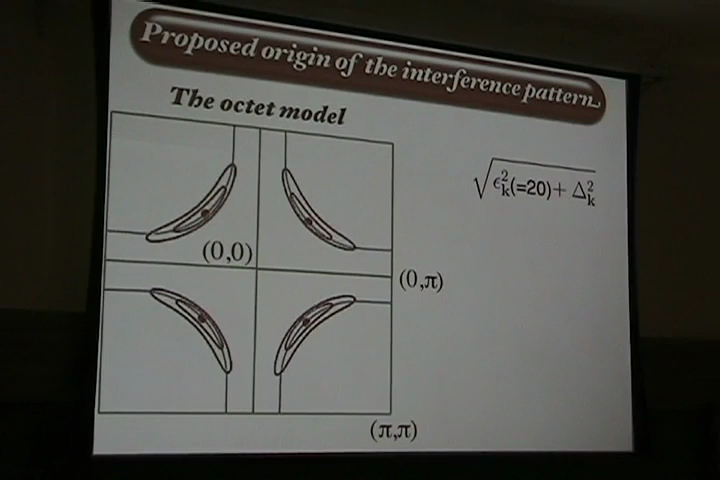 Proposed origin of the interference pattern
The octet model
√ϵ²k(=20)+ Δ²k
(0,0)
(0,π)
(π,π)